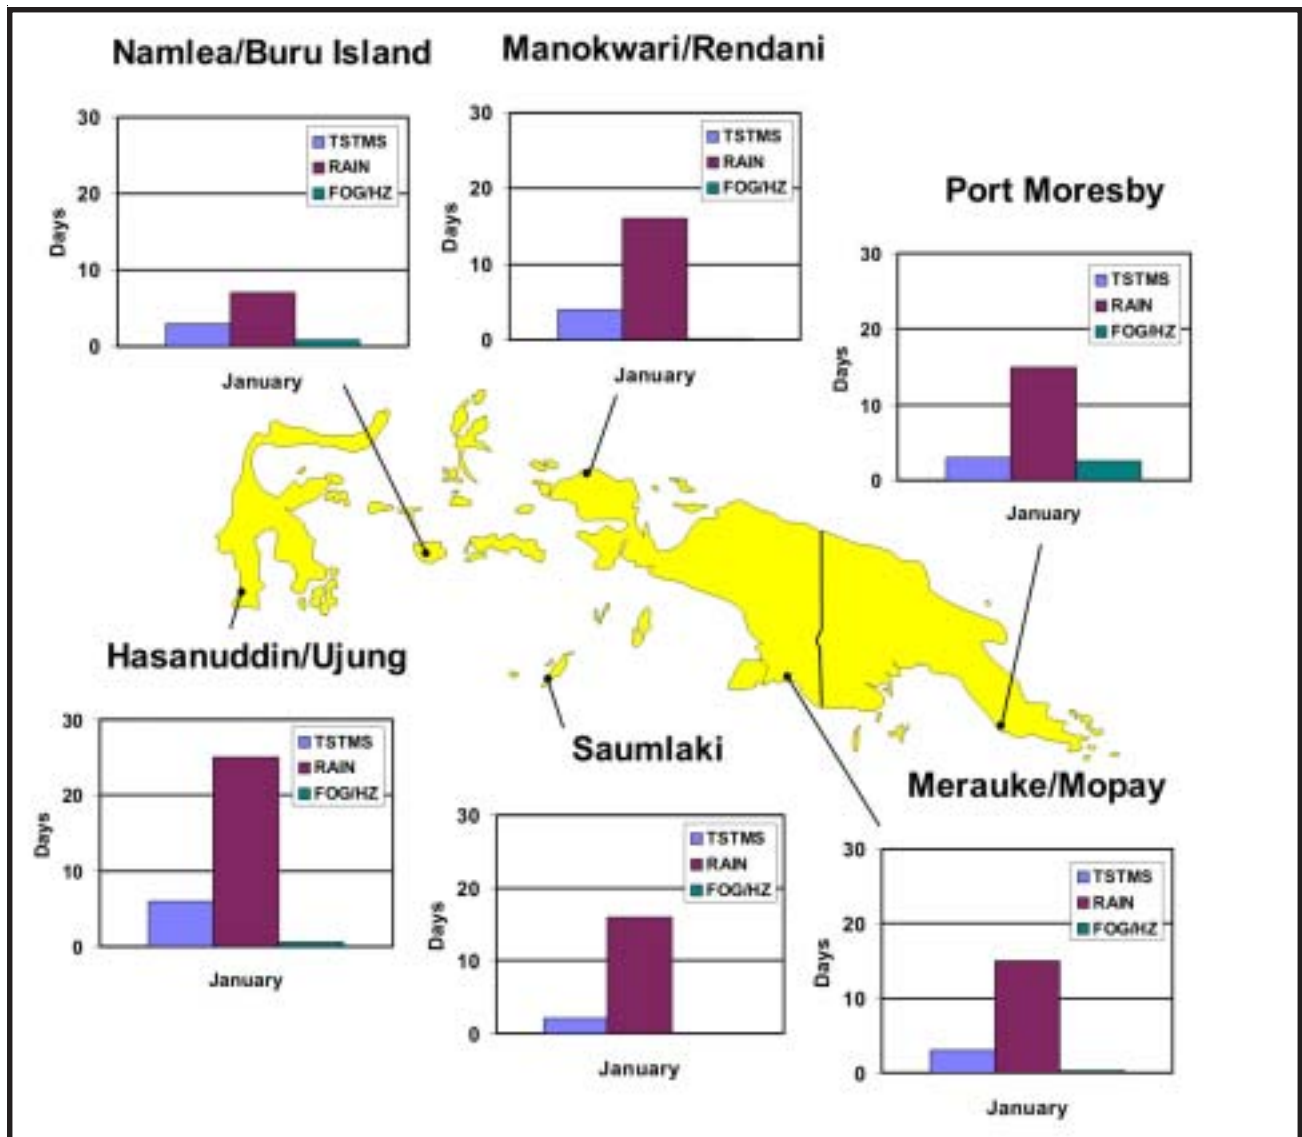 Namlea/Buru Island
30
20
10
0
Days
TSTMS
RAIN
FOG/HZ
January
Manokwari/Rendani
30
20
10
0
Days
TSTMS
RAIN
FOG/HZ
January
Port Moresby
30
20
10
0
Days
TSTMS
RAIN
FOG/HZ
January
Hasanuddin/Ujung
30
20
10
0
Days
TSTMS
RAIN
FOG/HZ
January
Saumlaki
30
20
10
0
Days
TSTMS
RAIN
FOG/HZ
January
Merauke/Mopay
30
20
10
0
Days
TSTMS
RAIN
FOG/HZ
January